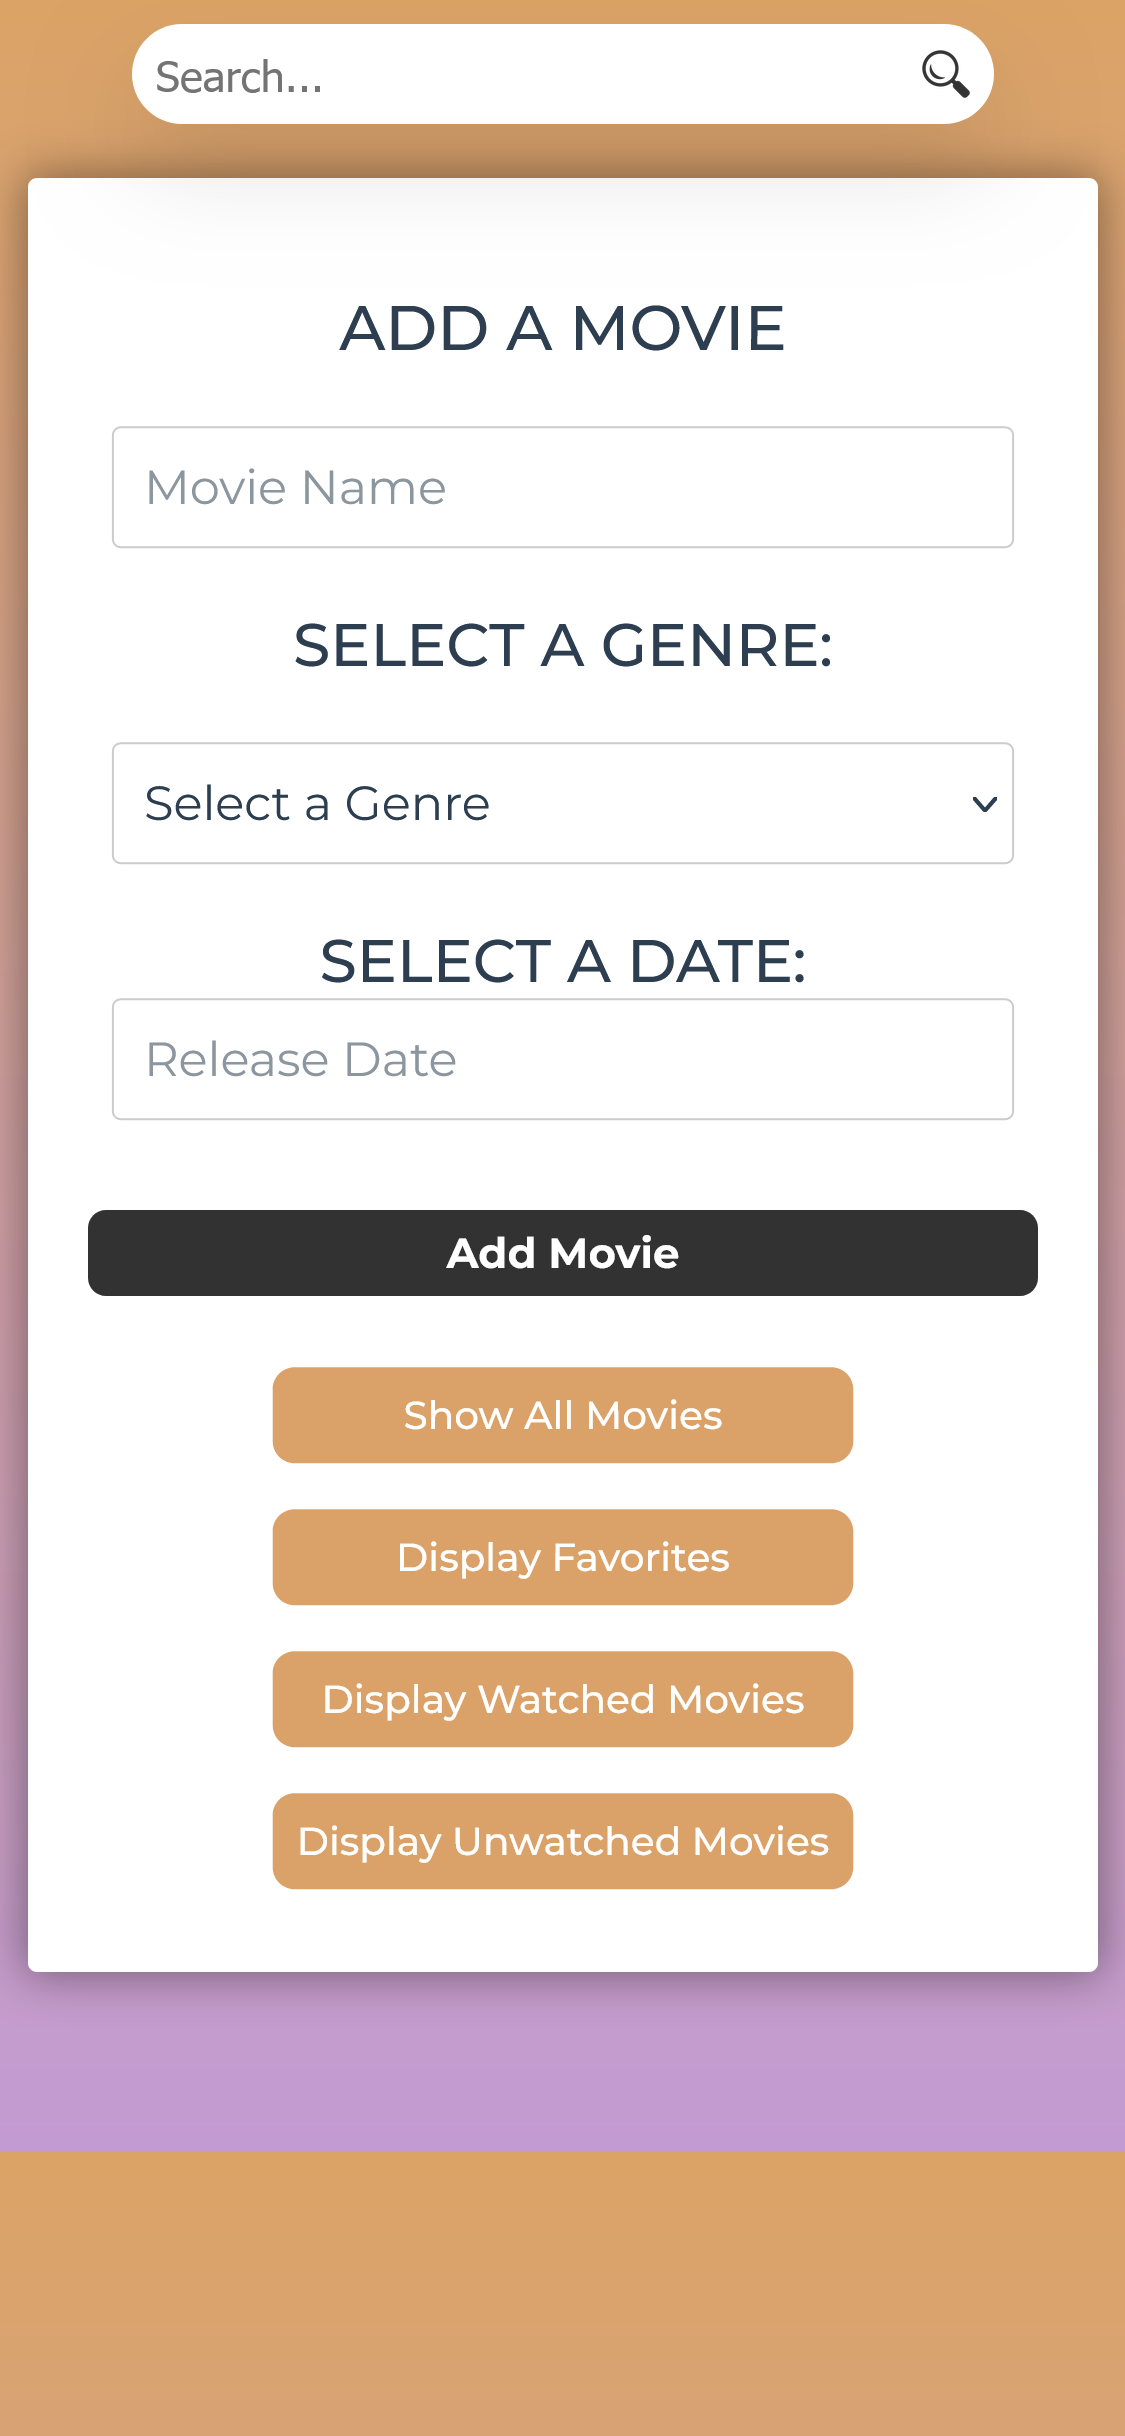 Search...
ADD A MOVIE
Movie Name
SELECT A GENRE:
Select a Genre
SELECT A DATE:
Release Date
Add Movie
Show All Movies
Display Favorites
Display Watched Movies
Display Unwatched Movies